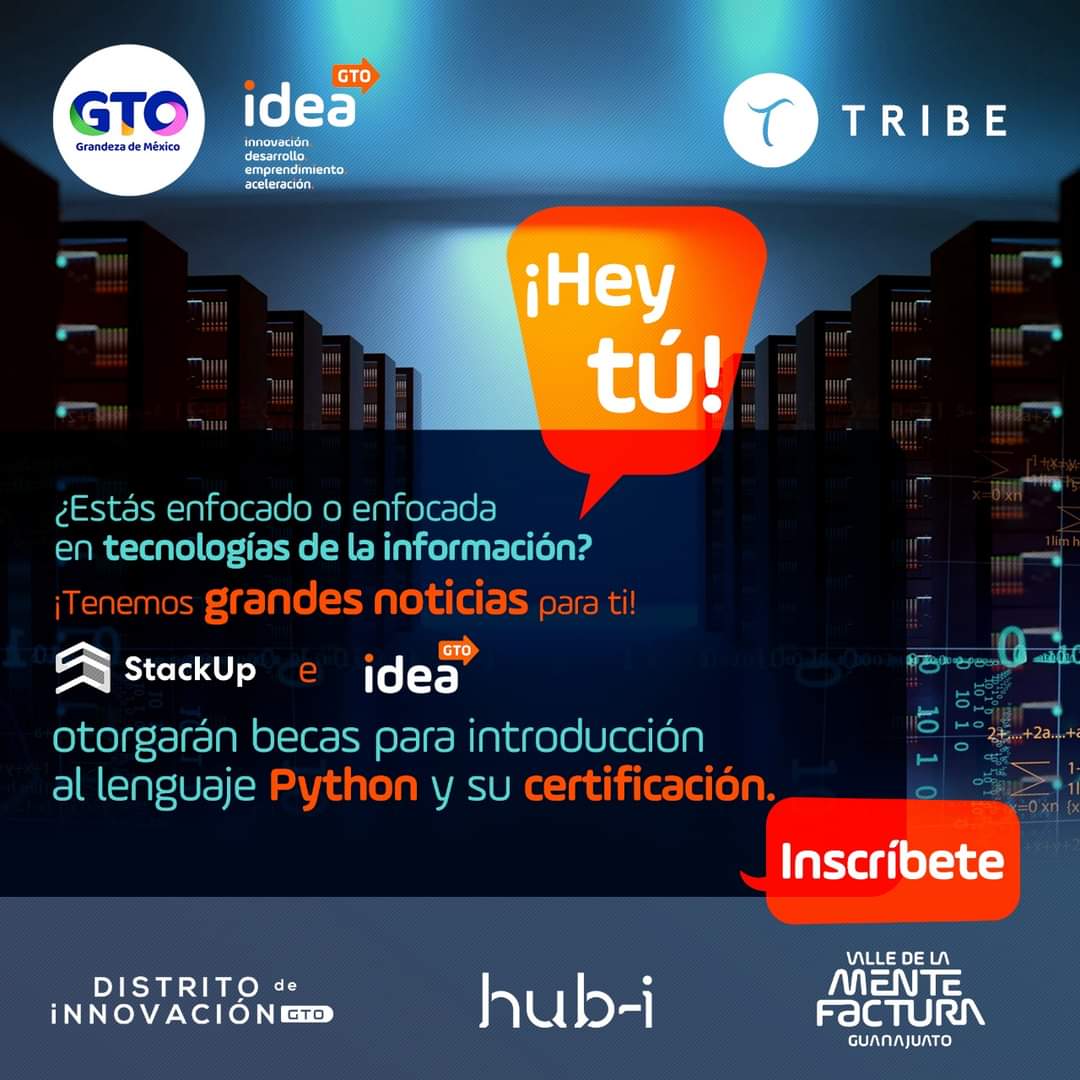 GTO
Grandeza de México
idea GTO
innovación.
desarrollo.
emprendimiento.
aceleración.
TRIBE
¡Hey
tú!
¿Estás enfocado o enfocada
en tecnologías de la información?
¡Tenemos grandes noticias para ti!
StackUp e idea GTO
otorgarán becas para introducción
al lenguaje Python y su certificación.
Inscríbete
DISTRITO de
iNNOVACIÓN GTO
hub-i
VALLE DE LA
MENTE
FACTURA
GUANAJUATO